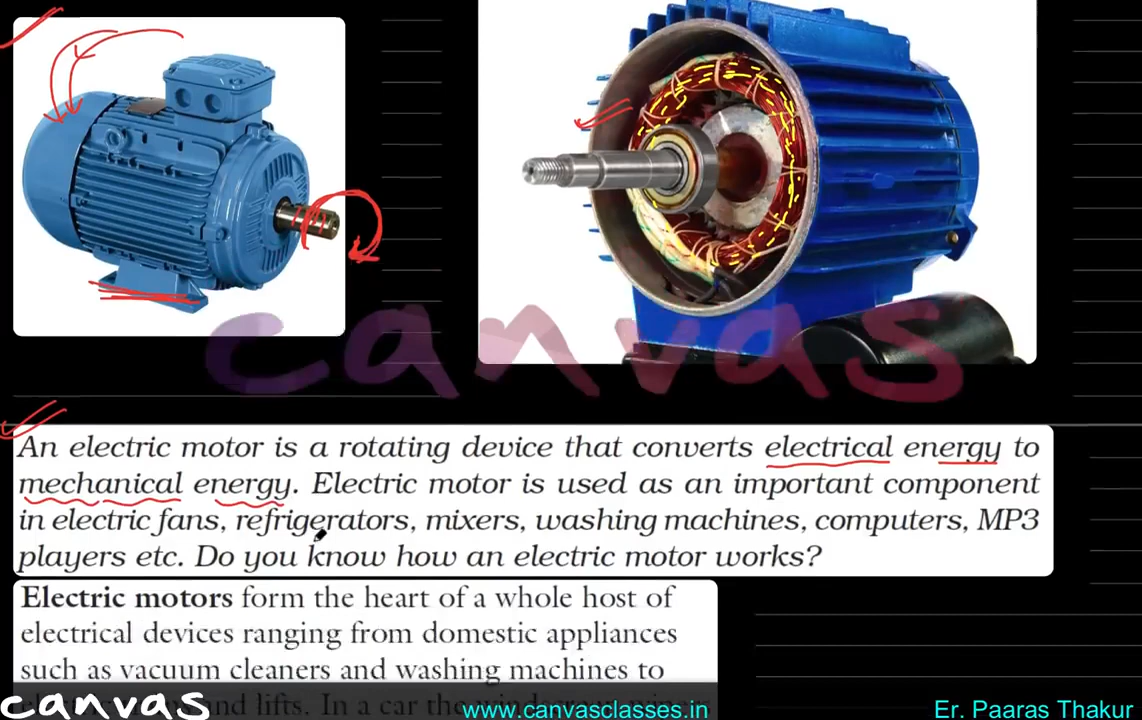 canvas
An electric motor is a rotating device that converts electrical energy to
mechanical energy. Electric motor is used as an important component
in electric fans, refrigerators, mixers, washing machines, computers, MP3
players etc. Do you know how an electric motor works?
Electric motors form the heart of a whole host of
electrical devices ranging from domestic appliances
such as vacuum cleaners and washing machines to
and lifts. In a car the
canvas
www.canvasclasses.in
Er. Paaras Thakur